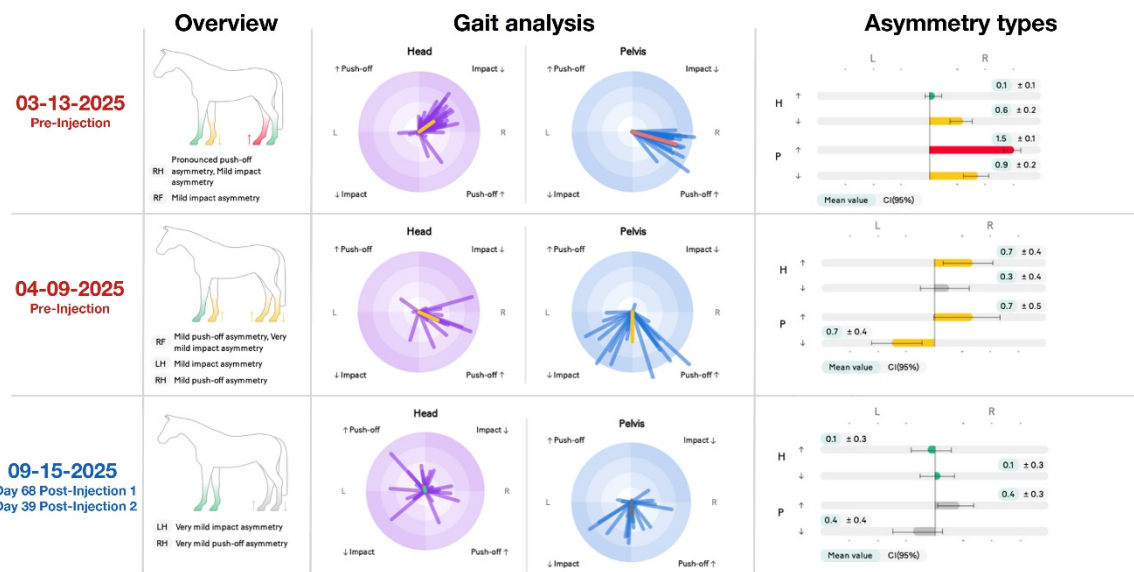 Overview
Gait analysis
Asymmetry types
03-13-2025
Pre-Injection
RH Pronounced push-off
asymmetry, Mild impact
asymmetry
RF Mild impact asymmetry
Head
↑ Push-off Impact ↓
L R
↓ Impact Push-off ↑
Pelvis
↑ Push-off Impact ↓
L R
↓ Impact Push-off ↑
L R
H ↑ 0.1 ± 0.1
↓ 0.6 ± 0.2
P ↑ 1.5 ± 0.1
↓ 0.9 ± 0.2
Mean value CI(95%)
04-09-2025
Pre-Injection
RF Mild push-off asymmetry, Very
mild impact asymmetry
LH Mild impact asymmetry
RH Mild push-off asymmetry
Head
↑ Push-off Impact ↓
L R
↓ Impact Push-off ↑
Pelvis
↑ Push-off Impact ↓
L R
↓ Impact Push-off ↑
L R
H ↑ 0.7 ± 0.4
↓ 0.3 ± 0.4
P ↑ 0.7 ± 0.5
↓ 0.7 ± 0.4
Mean value CI(95%)
09-15-2025
Day 68 Post-Injection 1
Day 39 Post-Injection 2
LH Very mild impact asymmetry
RH Very mild push-off asymmetry
Head
↑ Push-off Impact ↓
L R
↓ Impact Push-off ↑
Pelvis
↑ Push-off Impact ↓
L R
↓ Impact Push-off ↑
L R
H ↑ 0.1 ± 0.3
↓ 0.1 ± 0.3
P ↑ 0.4 ± 0.3
↓ 0.4 ± 0.4
Mean value CI(95%)